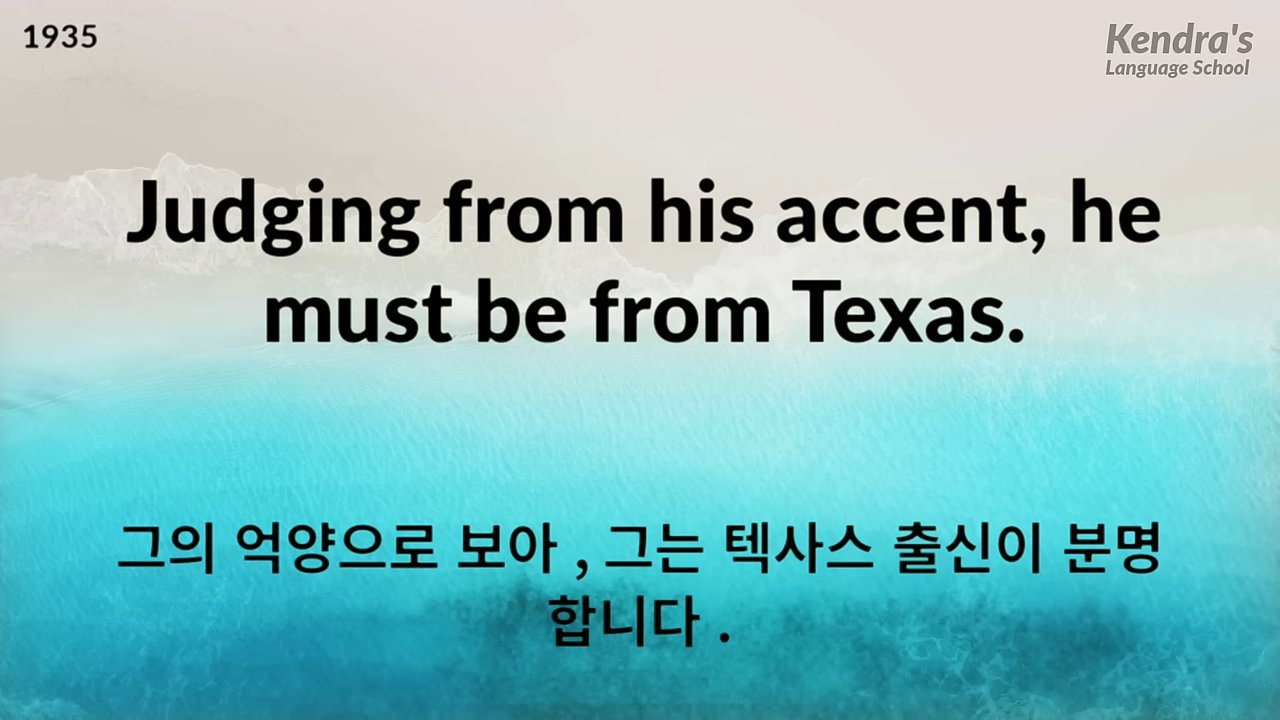 1935
Kendra's
Language School
Judging from his accent, he
must be from Texas.
그의 억양으로 보아 , 그는 텍사스 출신이 분명
합니다 .